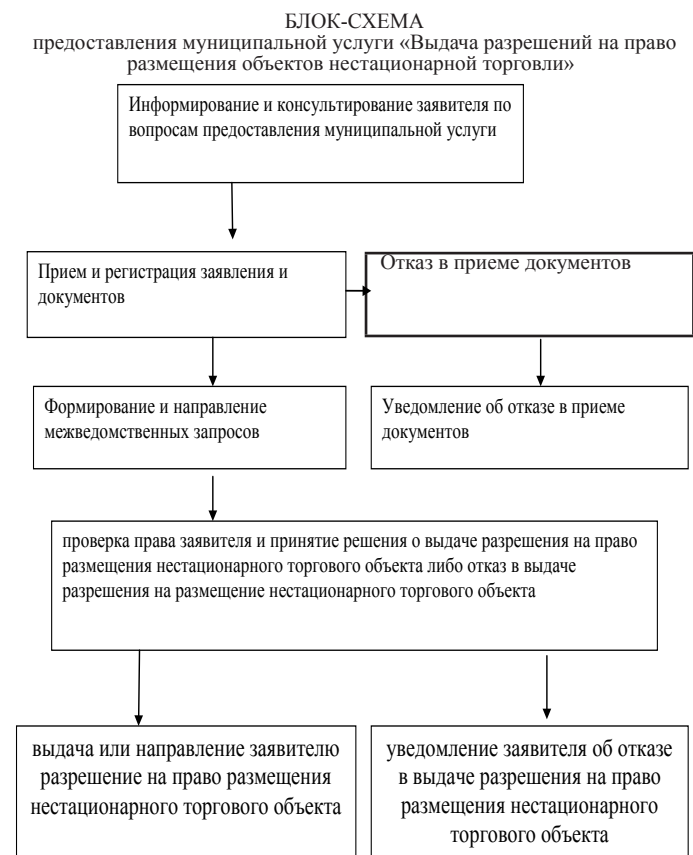 БЛОК-СХЕМА
предоставления муниципальной услуги «Выдача разрешений на право
размещения объектов нестационарной торговли»
Информирование и консультирование заявителя по
вопросам предоставления муниципальной услуги
Прием и регистрация заявления и
документов
Отказ в приеме документов
Формирование и направление
межведомственных запросов
Уведомление об отказе в приеме
документов
проверка права заявителя и принятие решения о выдаче разрешения на право
размещения нестационарного торгового объекта либо отказ в выдаче
разрешения на размещение нестационарного торгового объекта
выдача или направление заявителю
разрешение на право размещения
нестационарного торгового объекта
уведомление заявителя об отказе
в выдаче разрешения на право
размещения нестационарного
торгового объекта